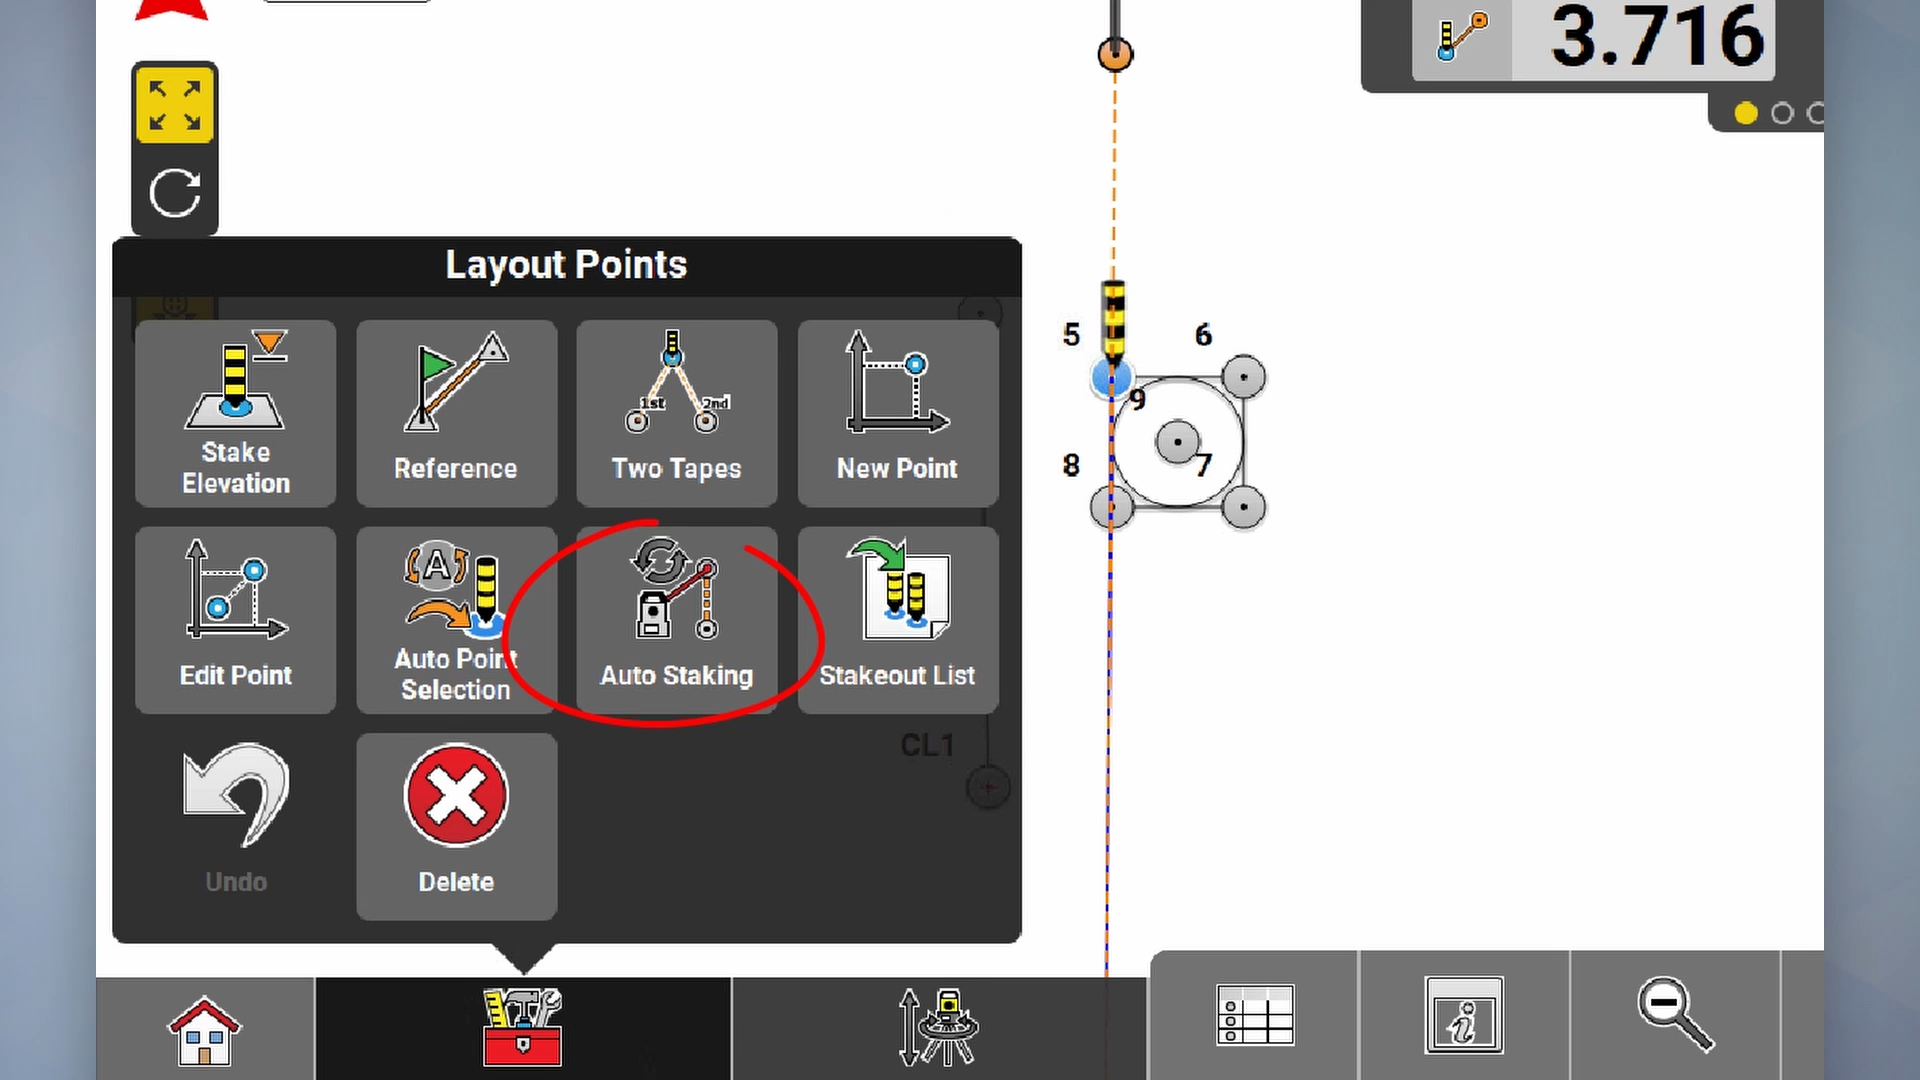 3.716
Layout Points
5
6
9
8
7
Stake
Elevation
Reference
1st
2nd
Two Tapes
New Point
Edit Point
A
Auto Point
Selection
Auto Staking
Stakeout List
CL1
Undo
Delete
i